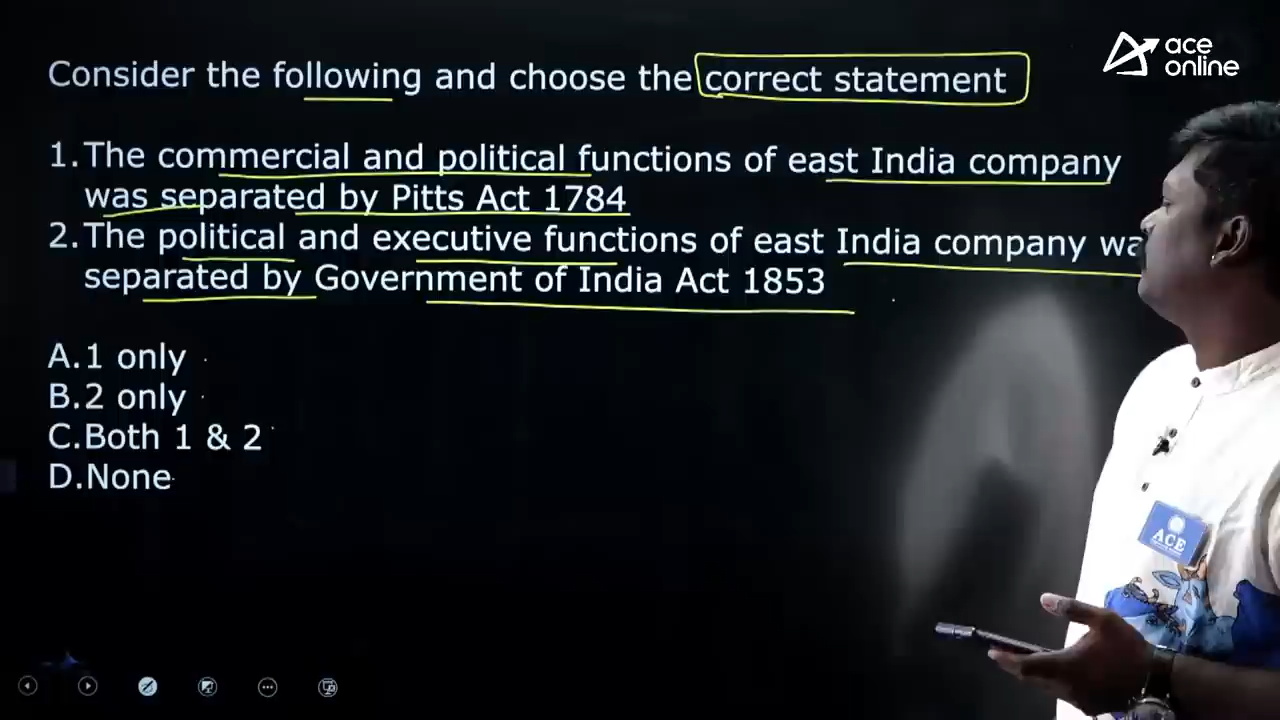 ace
online
Consider the following and choose the correct statement
1.The commercial and political functions of east India company
was separated by Pitts Act 1784
2.The political and executive functions of east India company wa
separated by Government of India Act 1853
A.1 only
B.2 only
C.Both 1 & 2
D.None
ACE